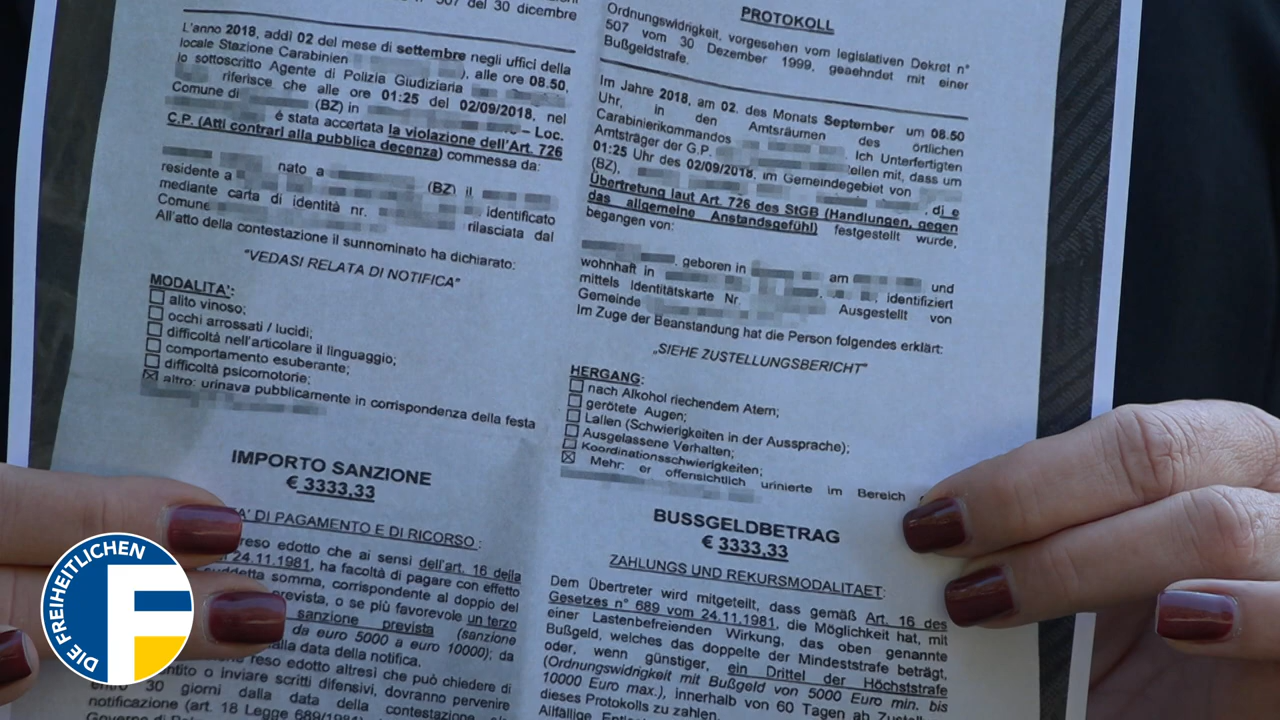 n° 507 del 30 dicembre
L'anno 2018, addì 02 del mese di settembre negli uffici della
locale Stazione Carabinieri
), alle ore 08.50,
io sottoscritto Agente di Polizia Giudiziaria
riferisce che alle ore 01:25 del 02/09/2018, nel
Comune di
(BZ) in
– Loc.
è stata accertata la violazione dell'Art. 726
C.P. (Atti contrari alla pubblica decenza) commessa da:
nato a
(BZ) il
residente a
, identificato
mediante carta di identità nr.
rilasciata dal
Comune
All'atto della contestazione il sunnominato ha dichiarato:
"VEDASI RELATA DI NOTIFICA"
MODALITA':
☐ alito vinoso;
☐ occhi arrossati / lucidi;
☐ difficoltà nell'articolare il linguaggio;
☐ comportamento esuberante;
☐ difficoltà psicomotorie;
☒ altro: urinava pubblicamente in corrispondenza della festa
IMPORTO SANZIONE
€ 3333,33
A' DI PAGAMENTO E DI RICORSO :
reso edotto che ai sensi dell'art. 16 della
24.11.1981, ha facoltà di pagare con effetto
suddetta somma, corrispondente al doppio del
prevista, o se più favorevole un terzo
sanzione prevista (sanzione
da euro 5000 a euro 10000); da
dalla data della notifica.
reso edotto altresì che può chiedere di
entito o inviare scritti difensivi, dovranno pervenire
entro 30 giorni dalla data della contestazione
notificazione (art. 18 Legge 689/1981)
PROTOKOLL
Ordnungswidrigkeit, vorgesehen vom legislativen Dekret n°
507 vom 30 Dezember 1999, geaehndet mit einer
Bußgeldstrafe.
Im Jahre 2018, am 02. des Monats September um 08.50
Uhr, in den Amtsräumen des örtlichen
Carabinierikommandos
Ich Unterfertigten
Amtsträger der G.P.
teilen mit, dass um
01:25 Uhr des 02/09/2018, im Gemeindegebiet von
(BZ),
, di e
Übertretung laut Art. 726 des StGB (Handlungen, gegen
das allgemeine Anstandsgefühl) festgestellt wurde,
begangen von:
, geboren in
am
und
wohnhaft in
, identifiziert
mittels Identitätskarte Nr.
Ausgestellt von
Gemeinde
Im Zuge der Beanstandung hat die Person folgendes erklärt:
„SIEHE ZUSTELLUNGSBERICHT"
HERGANG:
☐ nach Alkohol riechendem Atem;
☐ gerötete Augen;
☐ Lallen (Schwierigkeiten in der Aussprache);
☐ Ausgelassene Verhalten;
☐ Koordinationsschwierigkeiten;
☒ Mehr: er offensichtlich urinierte im Bereich
BUSSGELDBETRAG
€ 3333,33
ZAHLUNGS UND REKURSMODALITAET:
Dem Übertreter wird mitgeteilt, dass gemäß Art. 16 des
Gesetzes n° 689 vom 24.11.1981, die Möglichkeit hat, mit
einer Lastenbefreienden Wirkung, das oben genannte
Bußgeld, welches das doppelte der Mindeststrafe beträgt,
oder, wenn günstiger, ein Drittel der Höchststrafe
(Ordnungswidrigkeit mit Bußgeld von 5000 Euro min. bis
10000 Euro max.), innerhalb von 60 Tagen ab
dieses Protokolls zu zahlen.
DIE FREIHEITLICHEN
F